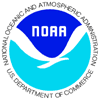 NATIONAL OCEANIC AND ATMOSPHERIC ADMINISTRATION
NOAA
U.S. DEPARTMENT OF COMMERCE